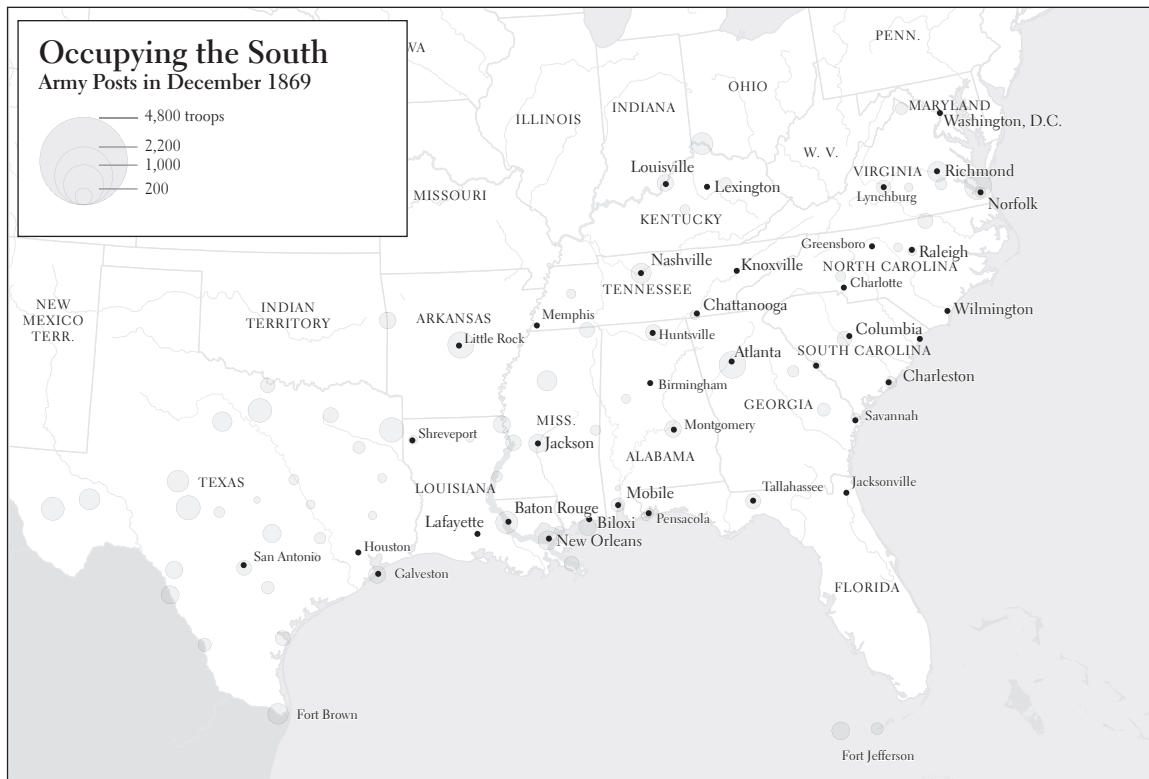 Occupying the South
Army Posts in December 1869
4,800 troops
2,200
1,000
200
WA
PENN.
OHIO
INDIANA
ILLINOIS
MARYLAND
Washington, D.C.
W. V.
Louisville
VIRGINIA
Richmond
Lexington
Lynchburg
MISSOURI
Norfolk
KENTUCKY
Greensboro
Raleigh
Nashville
Knoxville
NORTH CAROLINA
Charlotte
TENNESSEE
NEW
MEXICO
TERR.
INDIAN
TERRITORY
Chattanooga
Wilmington
ARKANSAS
Memphis
Huntsville
Columbia
Little Rock
Atlanta
SOUTH CAROLINA
Charleston
Birmingham
GEORGIA
Savannah
MISS.
Montgomery
Shreveport
Jackson
ALABAMA
TEXAS
LOUISIANA
Tallahassee
Jacksonville
Mobile
Baton Rouge
Pensacola
Lafayette
Biloxi
New Orleans
Houston
San Antonio
Galveston
FLORIDA
Fort Brown
Fort Jefferson